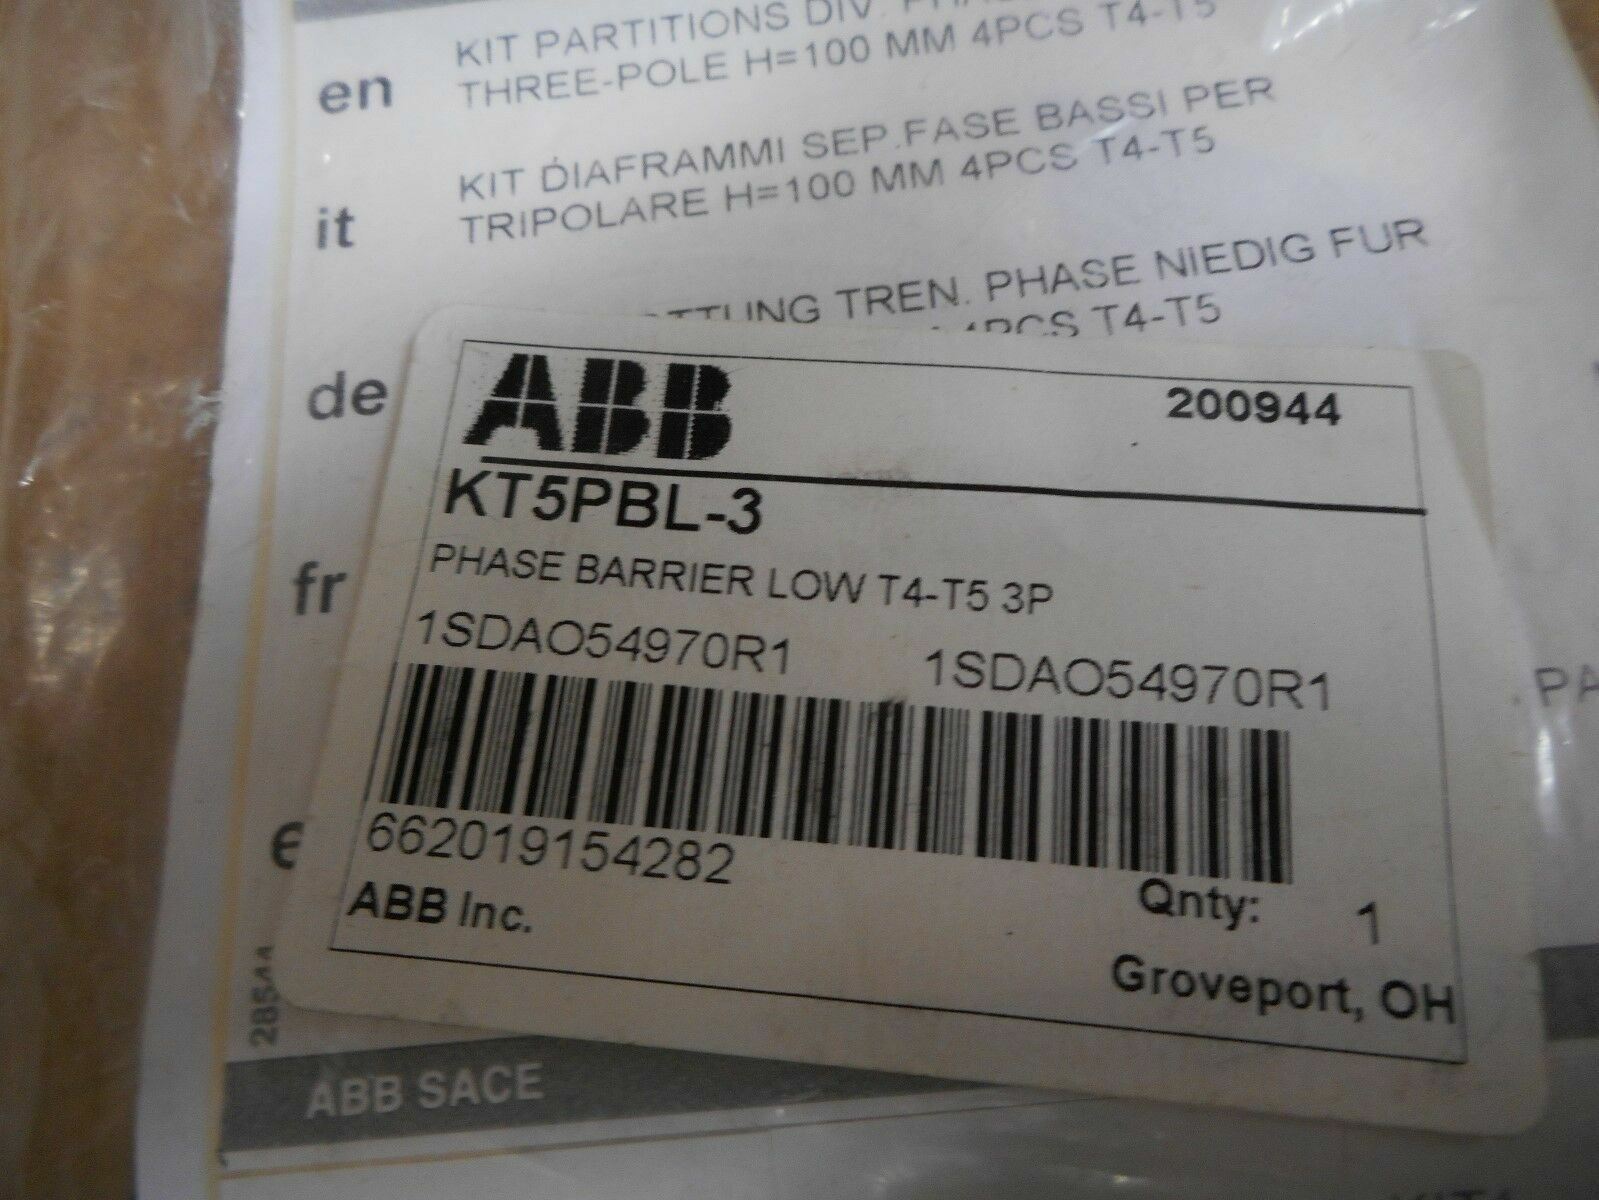 en
KIT PARTITIONS DIV.
THREE-POLE H=100 MM 4PCS T4-T5
it
KIT DIAFRAMMI SEP.FASE BASSI PER
TRIPOLARE H=100 MM 4PCS T4-T5
de
TREN. PHASE NIEDIG FUR
T4-T5
fr
ABB
200944
KT5PBL-3
PHASE BARRIER LOW T4-T5 3P
1SDAO54970R1 1SDAO54970R1
662019154282
ABB Inc.
Qnty: 1
Groveport, OH
ABB SACE